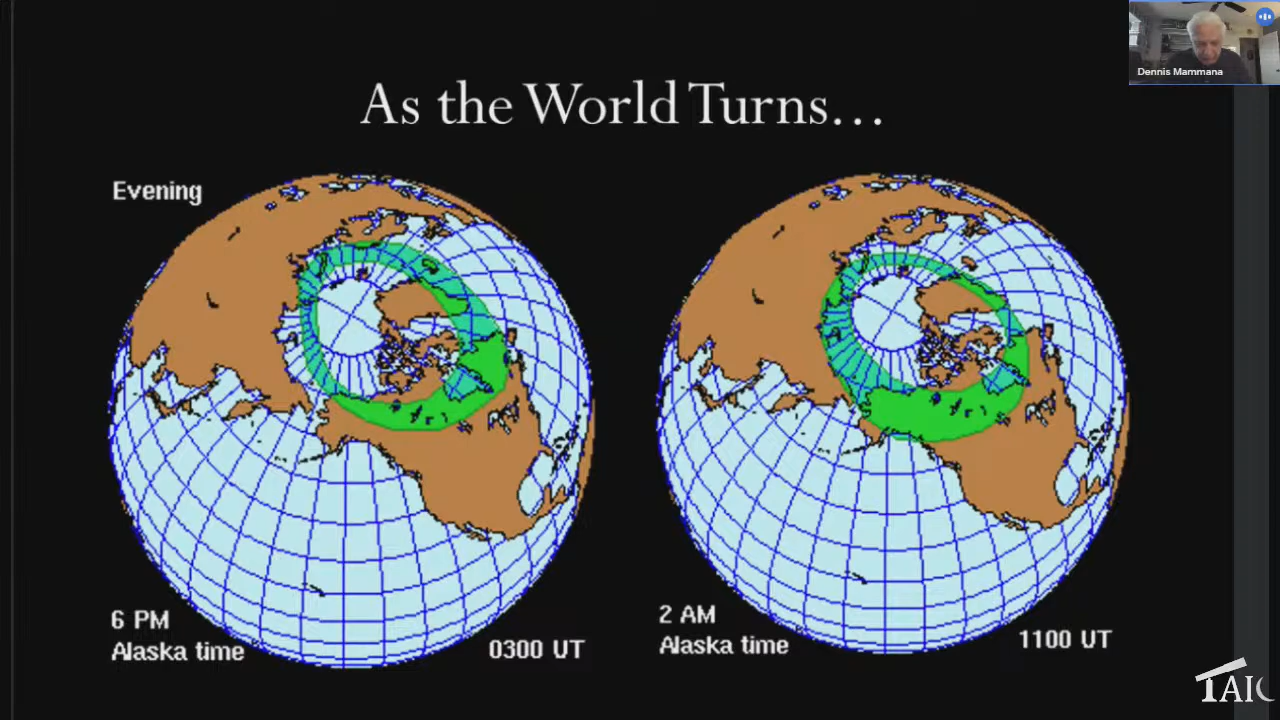 Dennis Mammana
As the World Turns…
Evening
6 PM
Alaska time
0300 UT
2 AM
Alaska time
1100 UT
TAIC